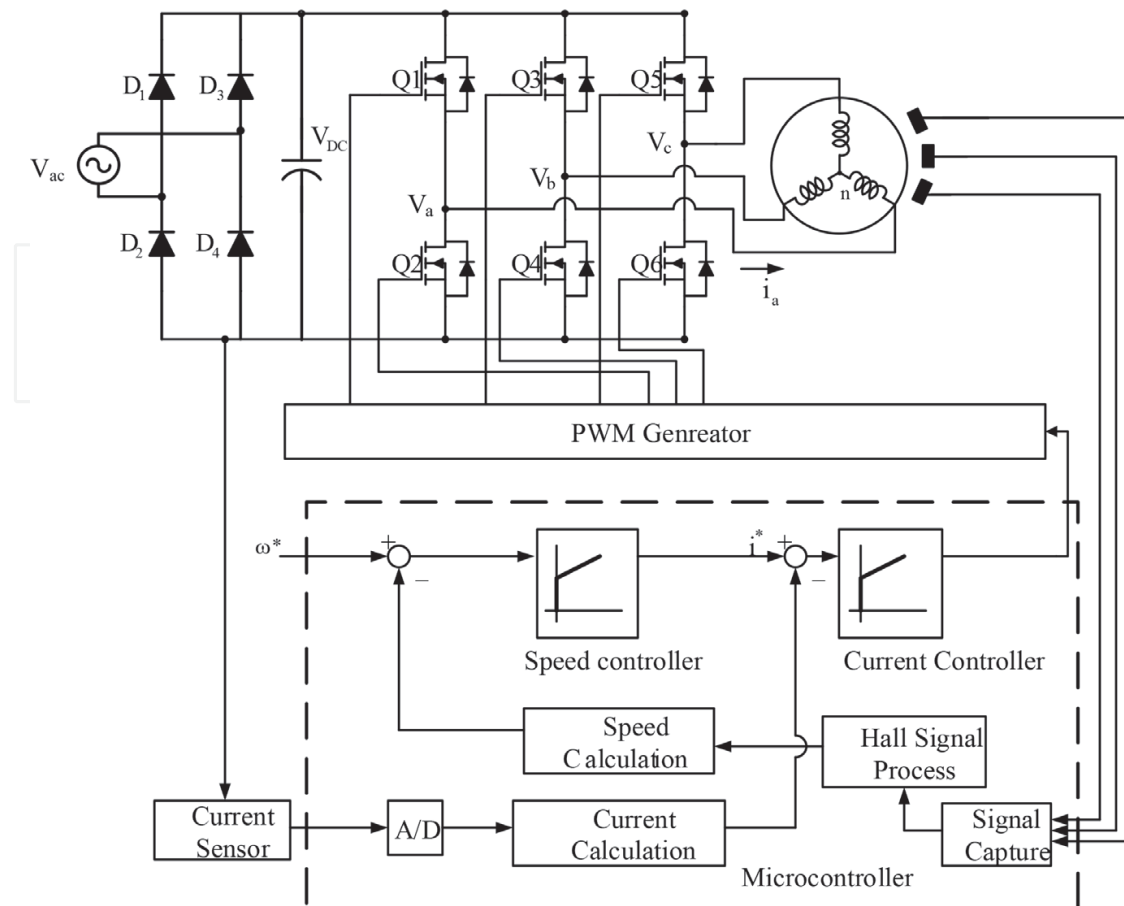 D1
D3
Q1
Q3
Q5
VDC
Vac
Vc
Vb
n
Va
D2
D4
Q2
Q4
Q6
ia
PWM Genreator
ω*
+
−
i*
+
−
Speed controller
Current Controller
Speed
Calculation
Hall Signal
Process
Current
Sensor
A/D
Current
Calculation
Signal
Capture
Microcontroller